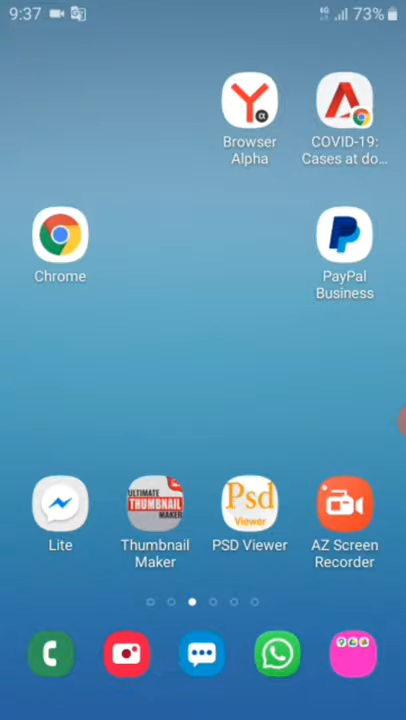 9:37
73%
Browser
Alpha
COVID-19:
Cases at do...
Chrome
PayPal
Business
ULTIMATE
THUMBNAIL
MAKER
Psd
Viewer
Lite
Thumbnail
Maker
PSD Viewer
AZ Screen
Recorder